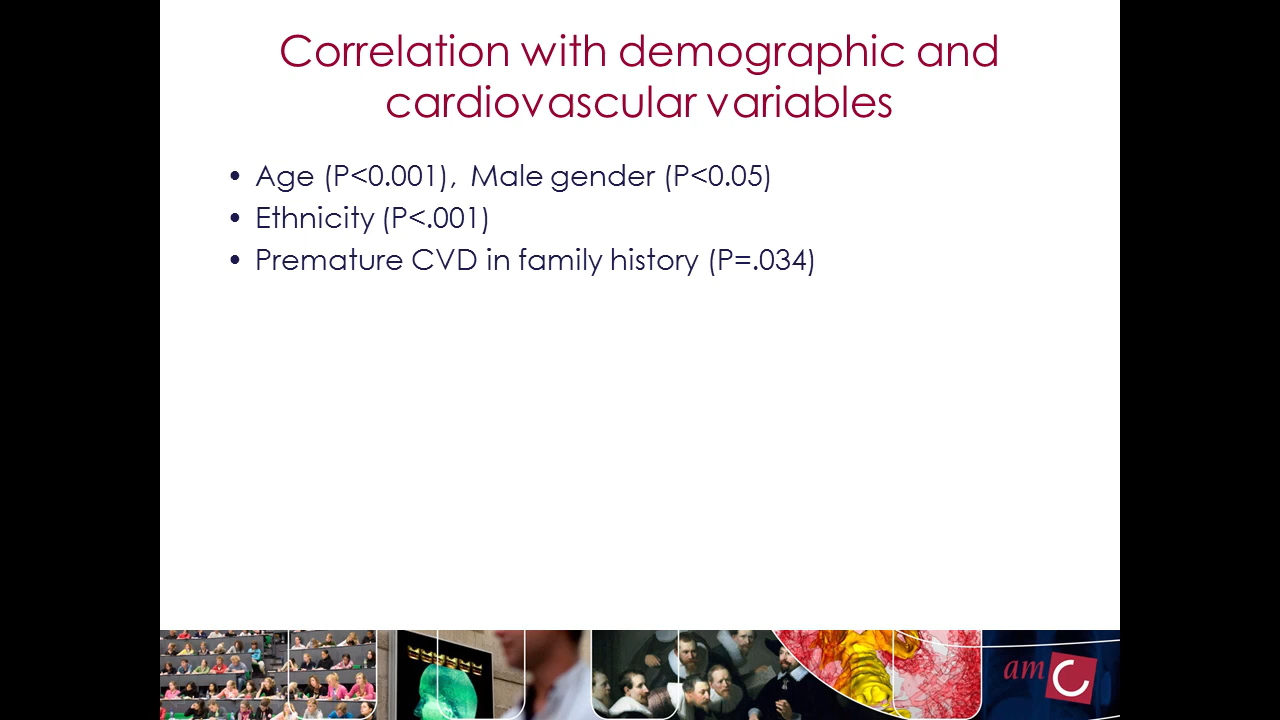 Correlation with demographic and
cardiovascular variables
• Age (P<0.001), Male gender (P<0.05)
• Ethnicity (P<.001)
• Premature CVD in family history (P=.034)
amc